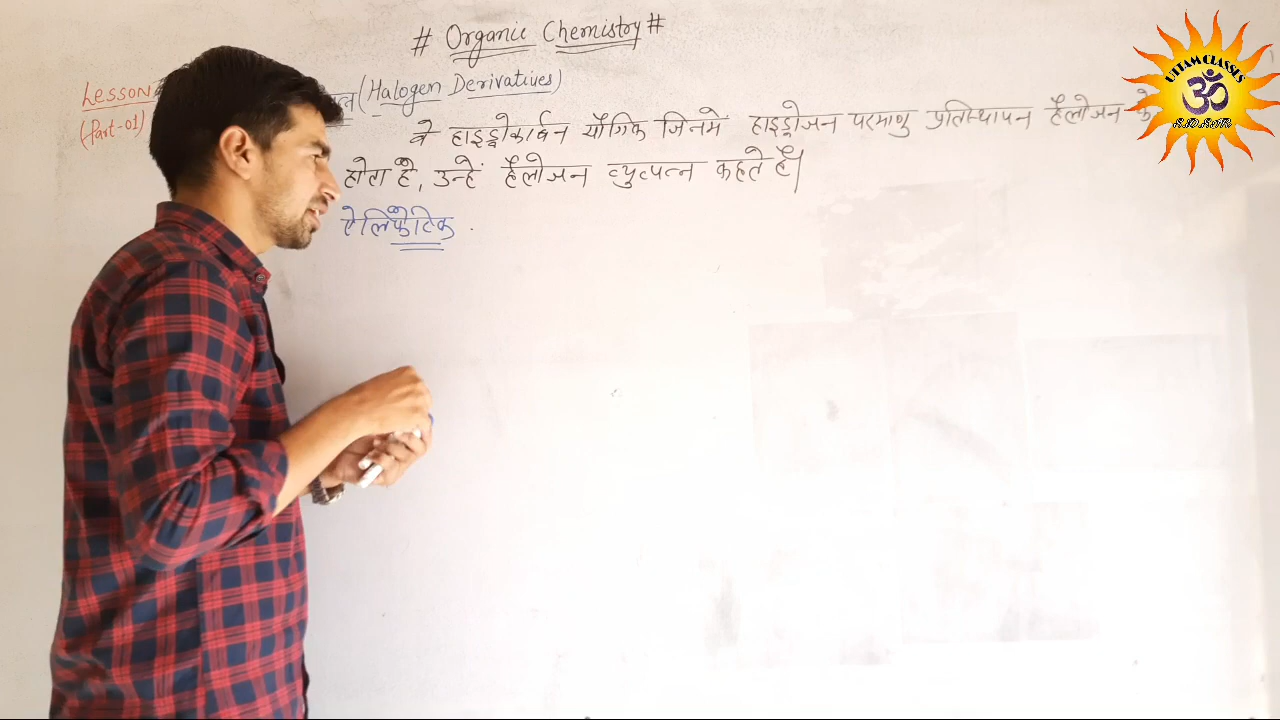 # Organic Chemistry #
Lesson (Halogen Derivatives)
(Part-01)
वे हाइड्रोकार्बन यौगिक जिनमे हाइड्रोजन परमाणु प्रतिस्थापन हैलोजन के
होता है, उन्हें हैलोजन व्युत्पन्न कहते हैं।
ऐलिफैटिक
UTTAM CLASSES
ॐ